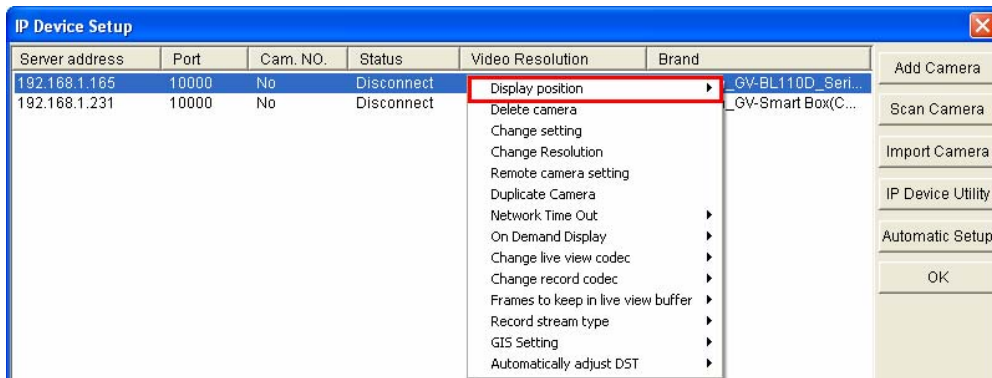 IP Device Setup
Server address Port Cam. NO. Status Video Resolution Brand
192.168.1.165 10000 No Disconnect _GV-BL110D_Seri...
192.168.1.231 10000 No Disconnect _GV-Smart Box(C...
Display position
Delete camera
Change setting
Change Resolution
Remote camera setting
Duplicate Camera
Network Time Out
On Demand Display
Change live view codec
Change record codec
Frames to keep in live view buffer
Record stream type
GIS Setting
Automatically adjust DST
Add Camera
Scan Camera
Import Camera
IP Device Utility
Automatic Setup
OK